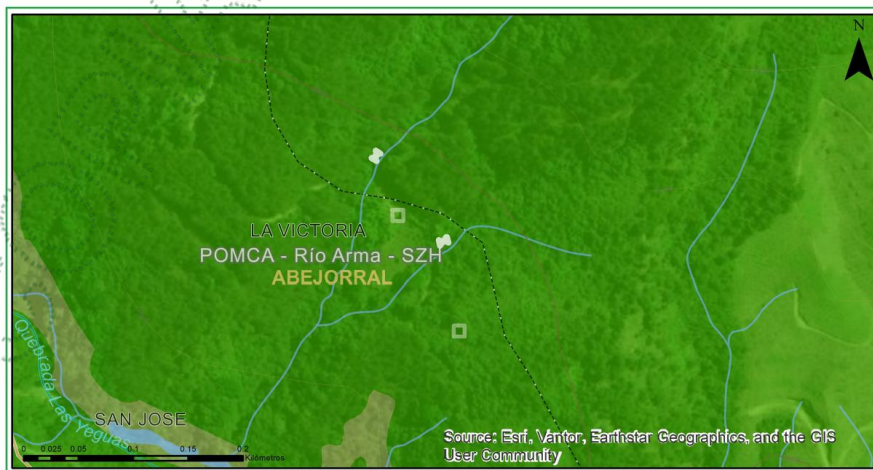 N
LA VICTORIA
POMCA - Río Arma - SZH
ABEJORRAL
Quebrada Las Yeguas
SAN JOSE
0 0.025 0.05 0.1 0.15 0.2
Kilómetros
Source: Esri, Vantor, Earthstar Geographics, and the GIS
User Community